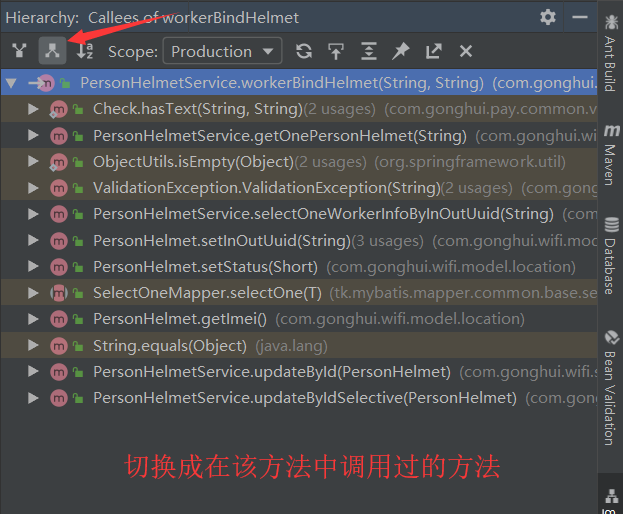 Hierarchy: Callees of workerBindHelmet
Scope: Production
PersonHelmetService.workerBindHelmet(String, String) (com.gonghui.
Check.hasText(String, String)(2 usages) (com.gonghui.pay.common.v
PersonHelmetService.getOnePersonHelmet(String) (com.gonghui.wi
ObjectUtils.isEmpty(Object)(2 usages) (org.springframework.util)
ValidationException.ValidationException(String)(2 usages) (com.gong
PersonHelmetService.selectOneWorkerInfoByInOutUuid(String) (co
PersonHelmet.setInOutUuid(String)(3 usages) (com.gonghui.wifi.mo
PersonHelmet.setStatus(Short) (com.gonghui.wifi.model.location)
SelectOneMapper.selectOne(T) (tk.mybatis.mapper.common.base.se
PersonHelmet.getImei() (com.gonghui.wifi.model.location)
String.equals(Object) (java.lang)
PersonHelmetService.updateById(PersonHelmet) (com.gonghui.wifi.s
PersonHelmetService.updateByIdSelective(PersonHelmet) (com.gong
切换成在该方法中调用过的方法
Ant Build
Maven
Database
Bean Validation